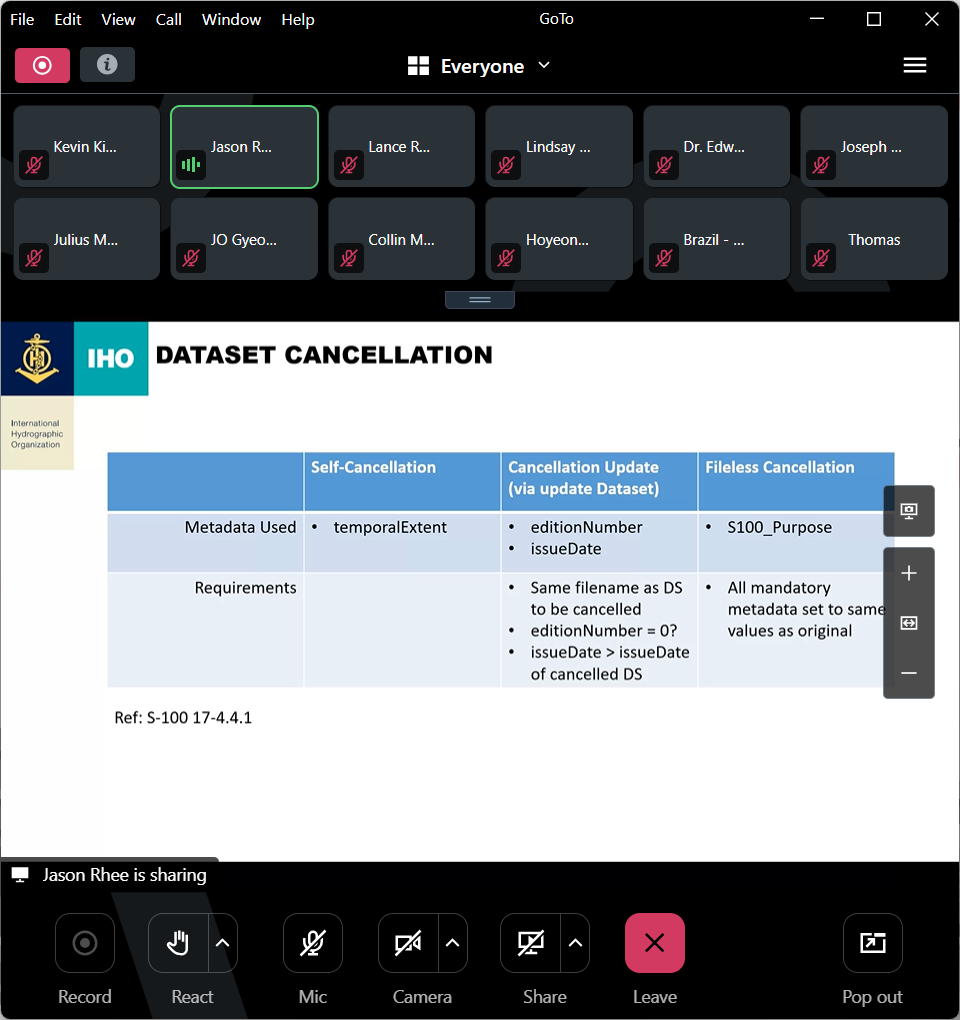 File Edit View Call Window Help GoTo
Everyone
Kevin Ki...
Jason R...
Lance R...
Lindsay ...
Dr. Edw...
Joseph ...
Julius M...
JO Gyeo...
Collin M...
Hoyeon...
Brazil - ...
Thomas
IHO
DATASET CANCELLATION
International
Hydrographic
Organization
Self-Cancellation
Cancellation Update
(via update Dataset)
Fileless Cancellation
Metadata Used
• temporalExtent
• editionNumber
• issueDate
• S100_Purpose
Requirements
• Same filename as DS
to be cancelled
• editionNumber = 0?
• issueDate > issueDate
of cancelled DS
• All mandatory
metadata set to same
values as original
Ref: S-100 17-4.4.1
Jason Rhee is sharing
Record
React
Mic
Camera
Share
Leave
Pop out